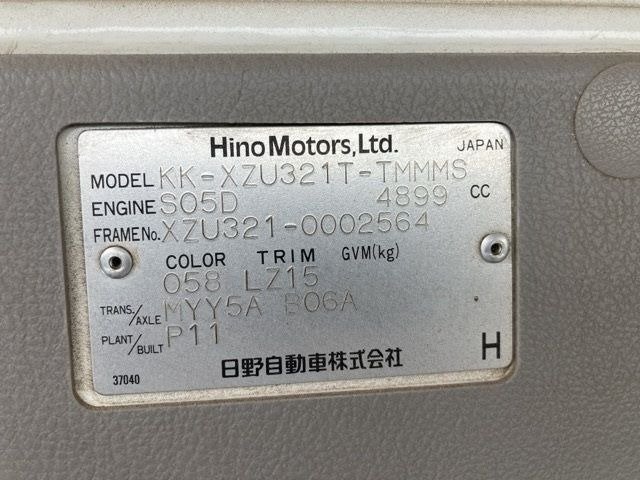 Hino Motors, Ltd. JAPAN
MODEL KK-XZU321T-TMMMS
ENGINE S05D 4899 CC
FRAME No. XZU321-0002564
COLOR TRIM GVM(kg)
058 LZ15
TRANS./AXLE MYY5A B06A
PLANT/BUILT P11
日野自動車株式会社 H
37040